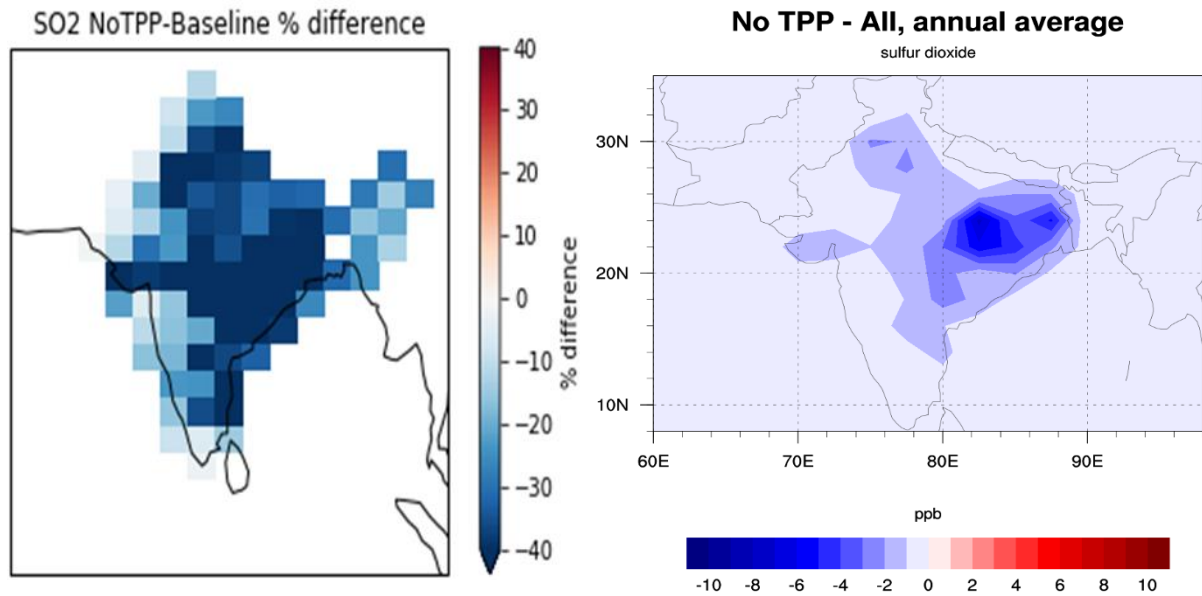 SO2 NoTPP-Baseline % difference
40
30
20
10
0
−10
−20
−30
−40
% difference
No TPP - All, annual average
sulfur dioxide
30N
20N
10N
60E 70E 80E 90E
ppb
-10 -8 -6 -4 -2 0 2 4 6 8 10